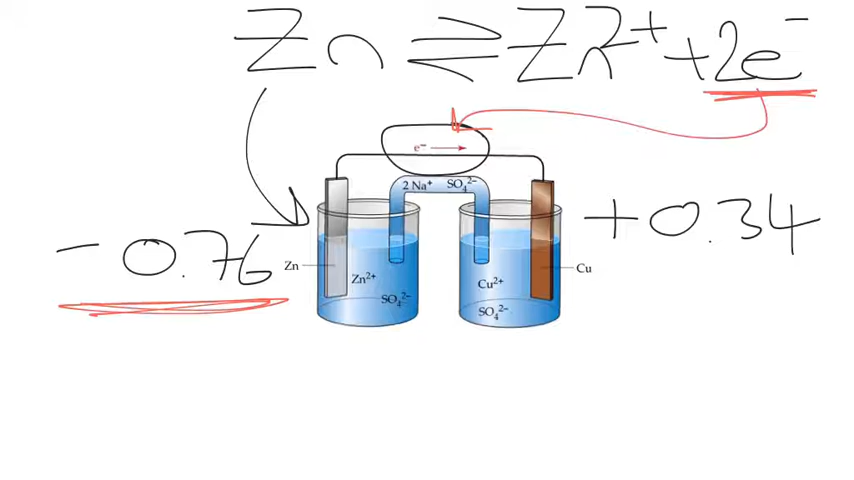 Zn ⇌ Zn²⁺ + 2e⁻
e⁻ →
2 Na⁺ SO₄²⁻
+0.34
-0.76
Zn
Zn²⁺
SO₄²⁻
Cu²⁺
SO₄²⁻
Cu